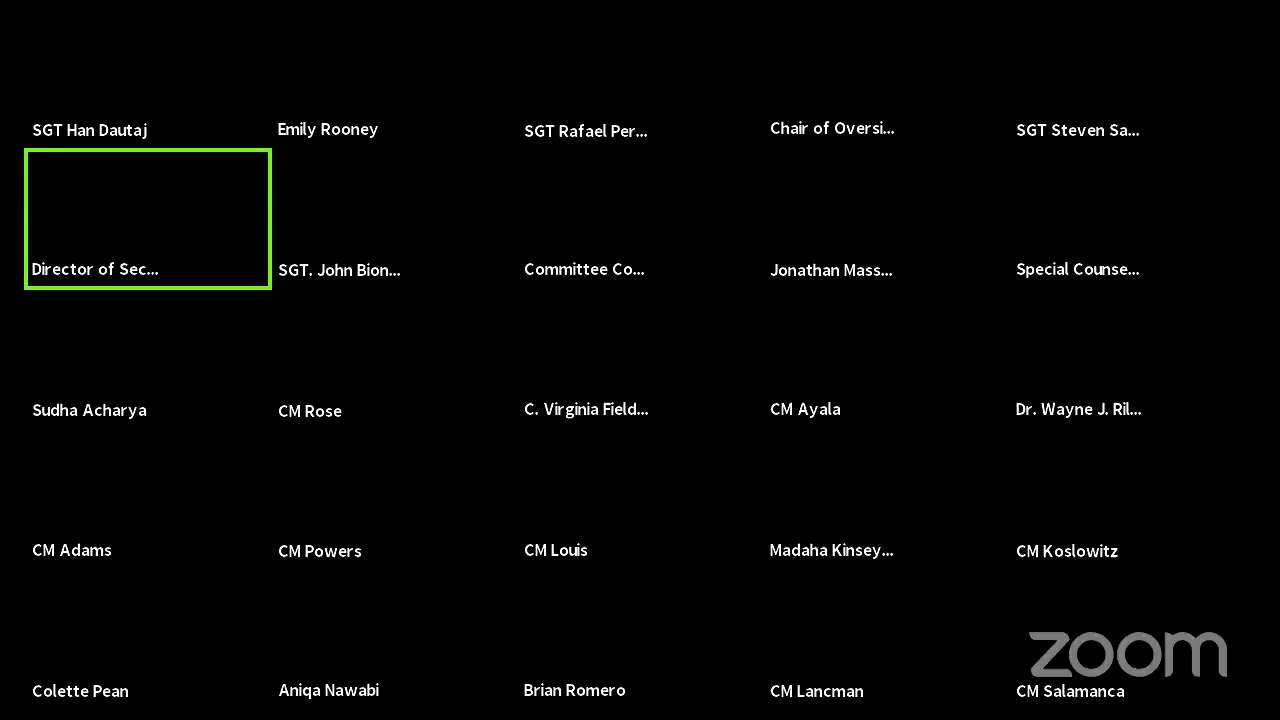 SGT Han Dautaj
Emily Rooney
SGT Rafael Per...
Chair of Oversi...
SGT Steven Sa...
Director of Sec...
SGT. John Bion...
Committee Co...
Jonathan Mass...
Special Counse...
Sudha Acharya
CM Rose
C. Virginia Field...
CM Ayala
Dr. Wayne J. Ril...
CM Adams
CM Powers
CM Louis
Madaha Kinsey...
CM Koslowitz
zoom
Colette Pean
Aniqa Nawabi
Brian Romero
CM Lancman
CM Salamanca